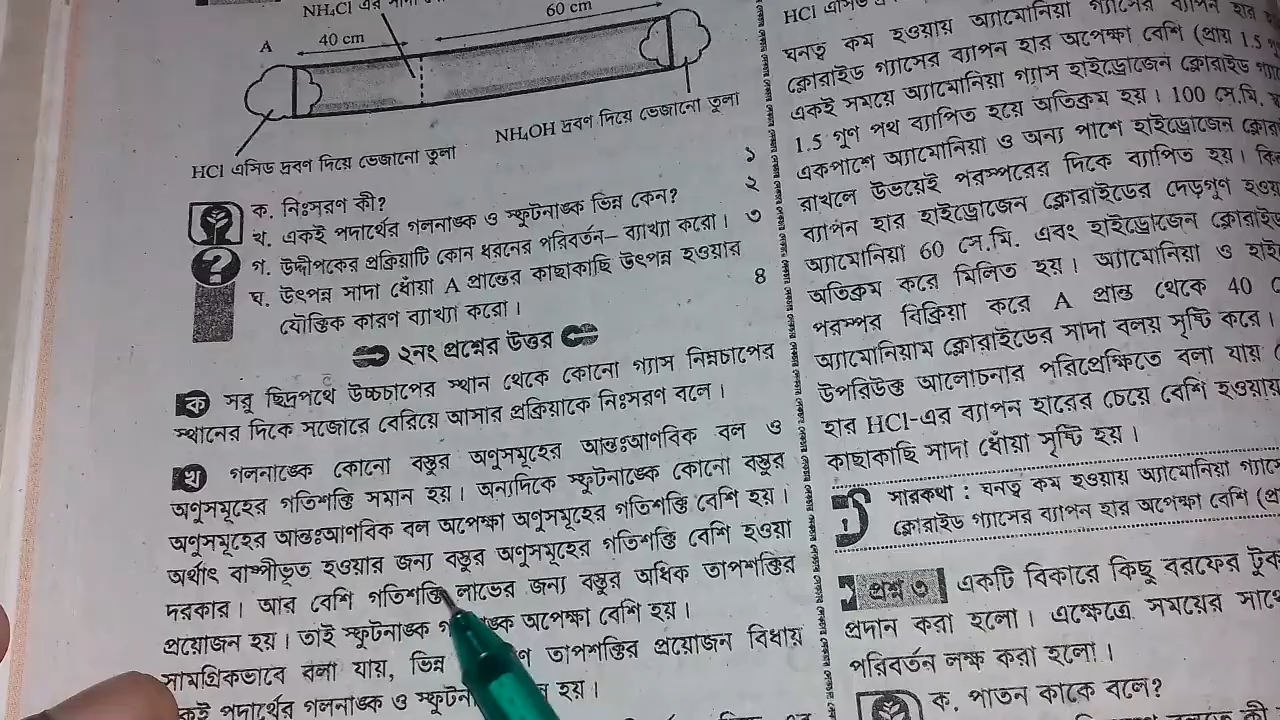 NH₄Cl এর সাদা
60 cm
A
40 cm
NH₄OH দ্রবণ দিয়ে ভেজানো তুলা
HCl এসিড দ্রবণ দিয়ে ভেজানো তুলা
ক. নিঃসরণ কী? ১
খ. একই পদার্থের গলনাঙ্ক ও স্ফুটনাঙ্ক ভিন্ন কেন? ২
গ. উদ্দীপকের প্রক্রিয়াটি কোন ধরনের পরিবর্তন– ব্যাখ্যা করো। ৩
ঘ. উৎপন্ন সাদা ধোঁয়া A প্রান্তের কাছাকাছি উৎপন্ন হওয়ার
যৌক্তিক কারণ ব্যাখ্যা করো। 8
২নং প্রশ্নের উত্তর
ক সরু ছিদ্রপথে উচ্চচাপের স্থান থেকে কোনো গ্যাস নিম্নচাপের
স্থানের দিকে সজোরে বেরিয়ে আসার প্রক্রিয়াকে নিঃসরণ বলে।
খ গলনাঙ্কে কোনো বস্তুর অণুসমূহের আন্তঃআণবিক বল ও
অণুসমূহের গতিশক্তি সমান হয়। অন্যদিকে স্ফুটনাঙ্কে কোনো বস্তুর
অণুসমূহের আন্তঃআণবিক বল অপেক্ষা অণুসমূহের গতিশক্তি বেশি হয়।
অর্থাৎ বাষ্পীভূত হওয়ার জন্য বস্তুর অণুসমূহের গতিশক্তি বেশি হওয়া
দরকার। আর বেশি গতিশক্তি লাভের জন্য বস্তুর অধিক তাপশক্তির
প্রয়োজন হয়। তাই স্ফুটনাঙ্ক অপেক্ষা বেশি হয়।
সামগ্রিকভাবে বলা যায়, ভিন্ন তাপশক্তির প্রয়োজন বিধায়
একই পদার্থের গলনাঙ্ক ও হয়।
HCl এসিড
ঘনত্ব কম হওয়ায় অ্যামোনিয়া গ্যাসের ব্যাপন হার
ক্লোরাইড গ্যাসের ব্যাপন হার অপেক্ষা বেশি (প্রায় 1.5
একই সময়ে অ্যামোনিয়া গ্যাস হাইড্রোজেন ক্লোরাইড
1.5 গুণ পথ ব্যাপিত হয়ে অতিক্রম হয়। 100 সে.মি.
একপাশে অ্যামোনিয়া ও অন্য পাশে হাইড্রোজেন
রাখলে উভয়েই পরস্পরের দিকে ব্যাপিত হয়।
ব্যাপন হার হাইড্রোজেন ক্লোরাইডের দেড়গুণ
অ্যামোনিয়া 60 সে.মি. এবং হাইড্রোজেন
অতিক্রম করে মিলিত হয়। অ্যামোনিয়া ও
পরস্পর বিক্রিয়া করে A প্রান্ত থেকে 40
অ্যামোনিয়াম ক্লোরাইডের সাদা বলয় সৃষ্টি করে।
উপরিউক্ত আলোচনার পরিপ্রেক্ষিতে বলা যায়
হার HCl-এর ব্যাপন হারের চেয়ে বেশি হওয়ায়
কাছাকাছি সাদা ধোঁয়া সৃষ্টি হয়।
সারকথা : ঘনত্ব কম হওয়ায় অ্যামোনিয়া
ক্লোরাইড গ্যাসের ব্যাপন হার অপেক্ষা বেশি
প্রশ্ন ৩ একটি বিকারে কিছু বরফের
প্রদান করা হলো। এক্ষেত্রে সময়ের
পরিবর্তন লক্ষ করা হলো।
ক. পাতন কাকে বলে?